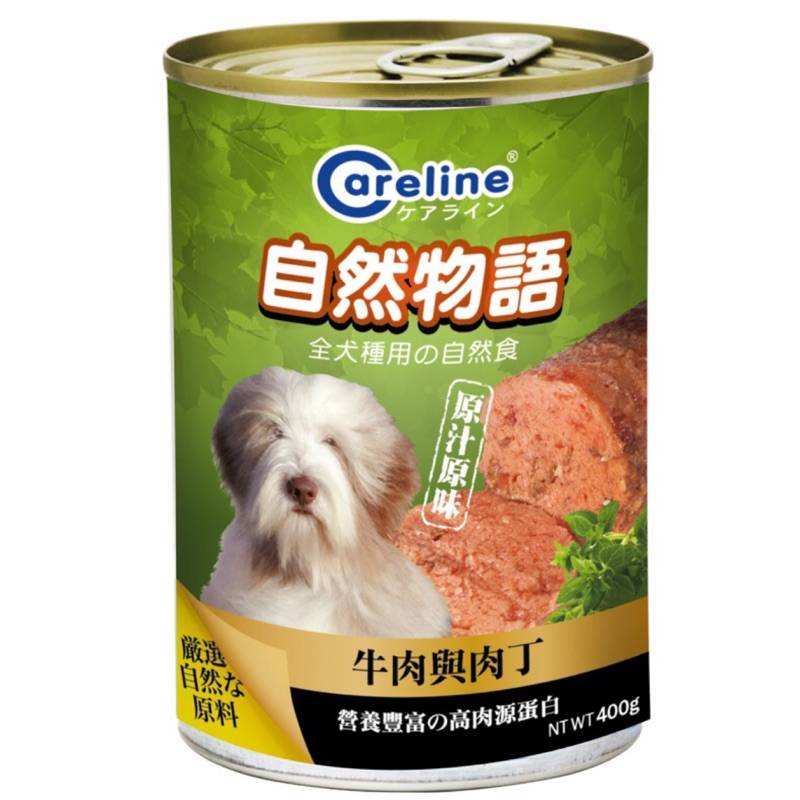 Careline®
ケアライン
自然物語
全犬種用の自然食
原汁原味
厳選
自然な
原料
牛肉與肉丁
營養豐富の高肉源蛋白
NT WT 400g